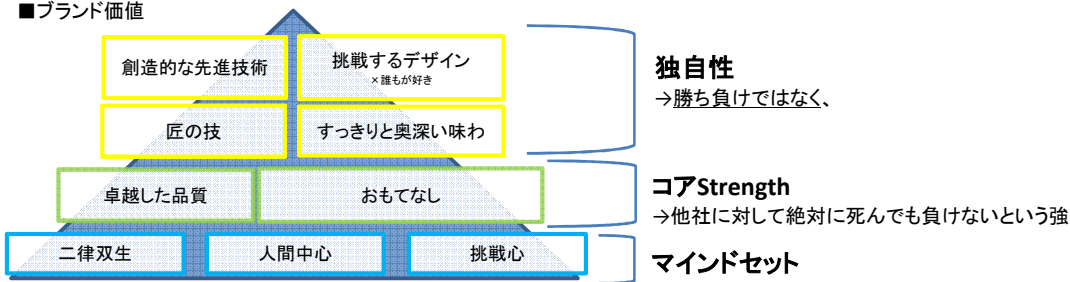 ■ブランド価値
創造的な先進技術
挑戦するデザイン
×誰もが好き
匠の技
すっきりと奥深い味わ
卓越した品質
おもてなし
二律双生
人間中心
挑戦心
独自性
→勝ち負けではなく、
コアStrength
→他社に対して絶対に死んでも負けないという強
マインドセット